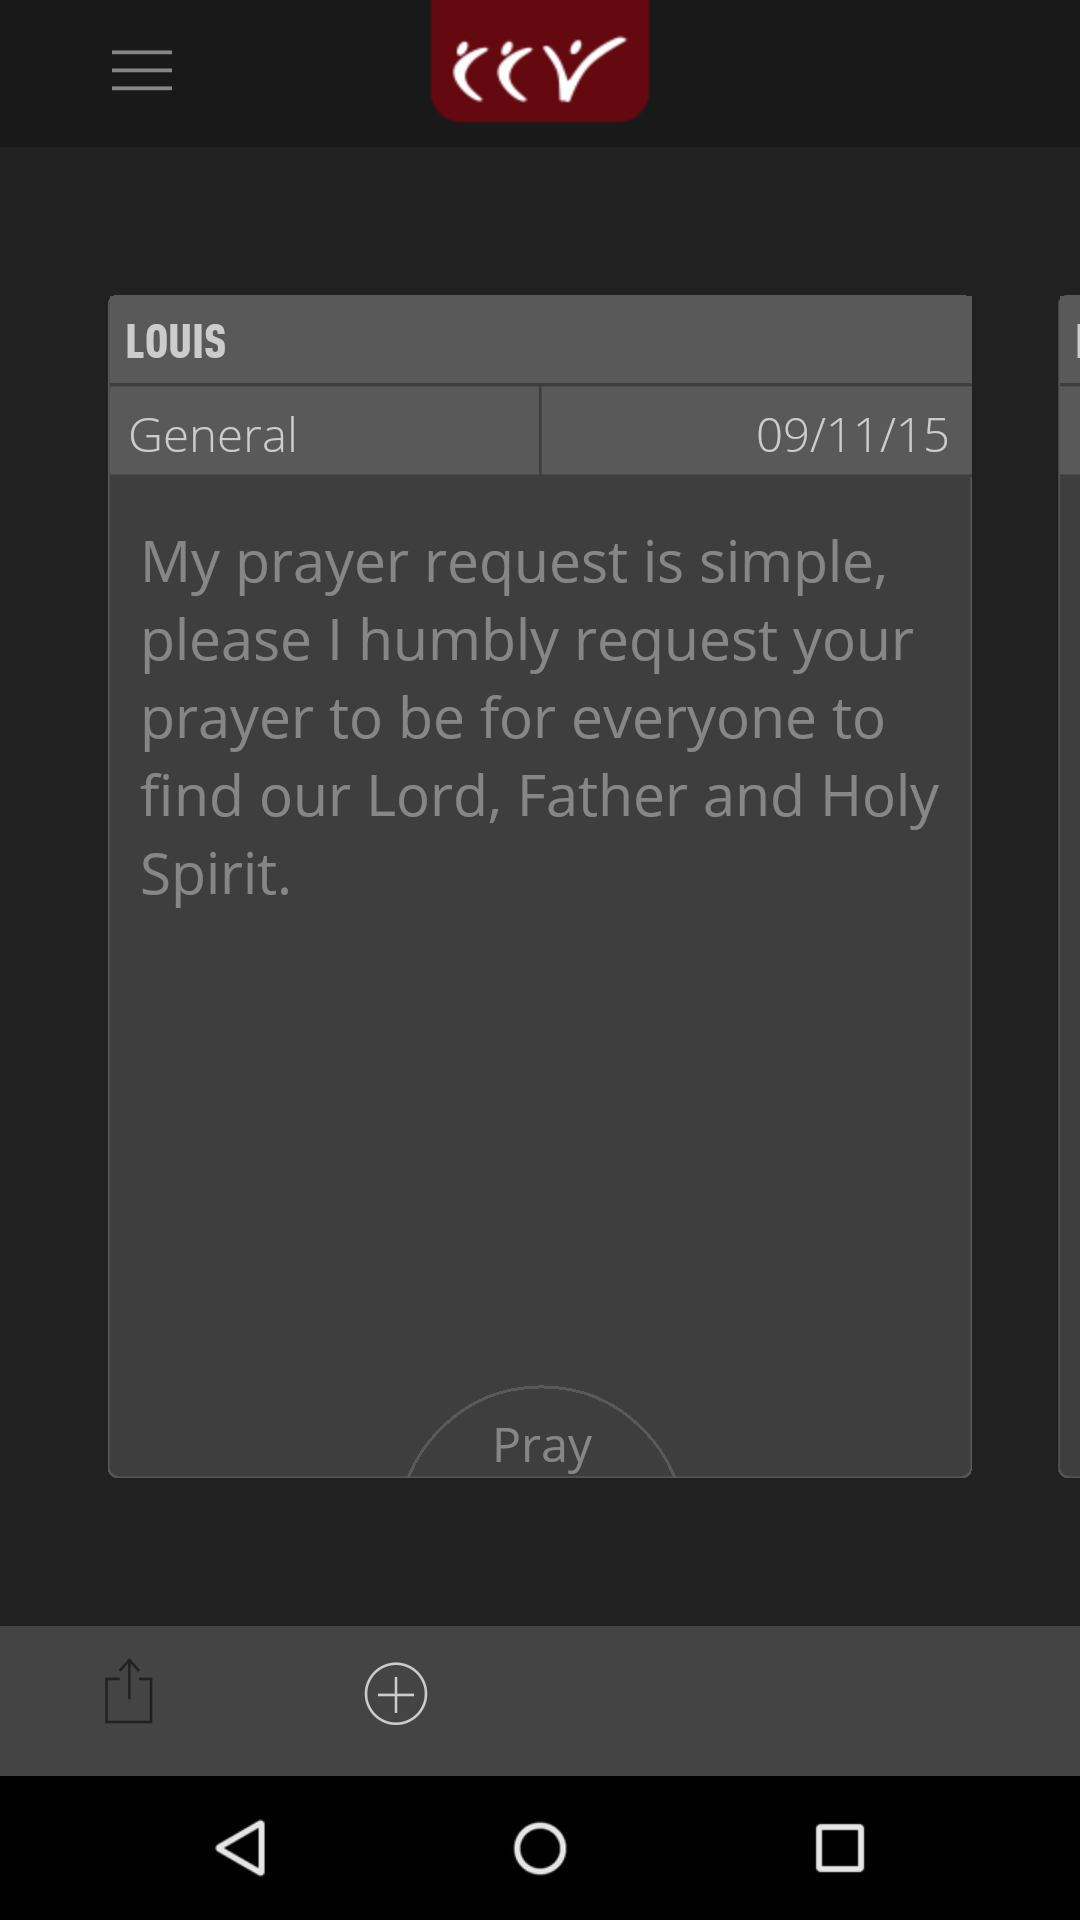 CCV
LOUIS
General
09/11/15
My prayer request is simple,
please I humbly request your
prayer to be for everyone to
find our Lord, Father and Holy
Spirit.
Pray